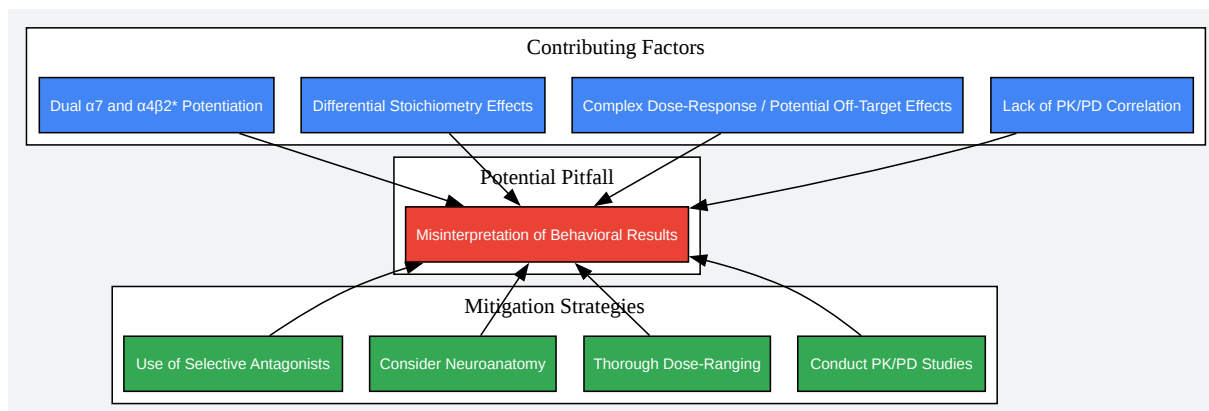 Contributing Factors
Dual α7 and α4β2* Potentiation
Differential Stoichiometry Effects
Complex Dose-Response / Potential Off-Target Effects
Lack of PK/PD Correlation
Potential Pitfall
Misinterpretation of Behavioral Results
Mitigation Strategies
Use of Selective Antagonists
Consider Neuroanatomy
Thorough Dose-Ranging
Conduct PK/PD Studies